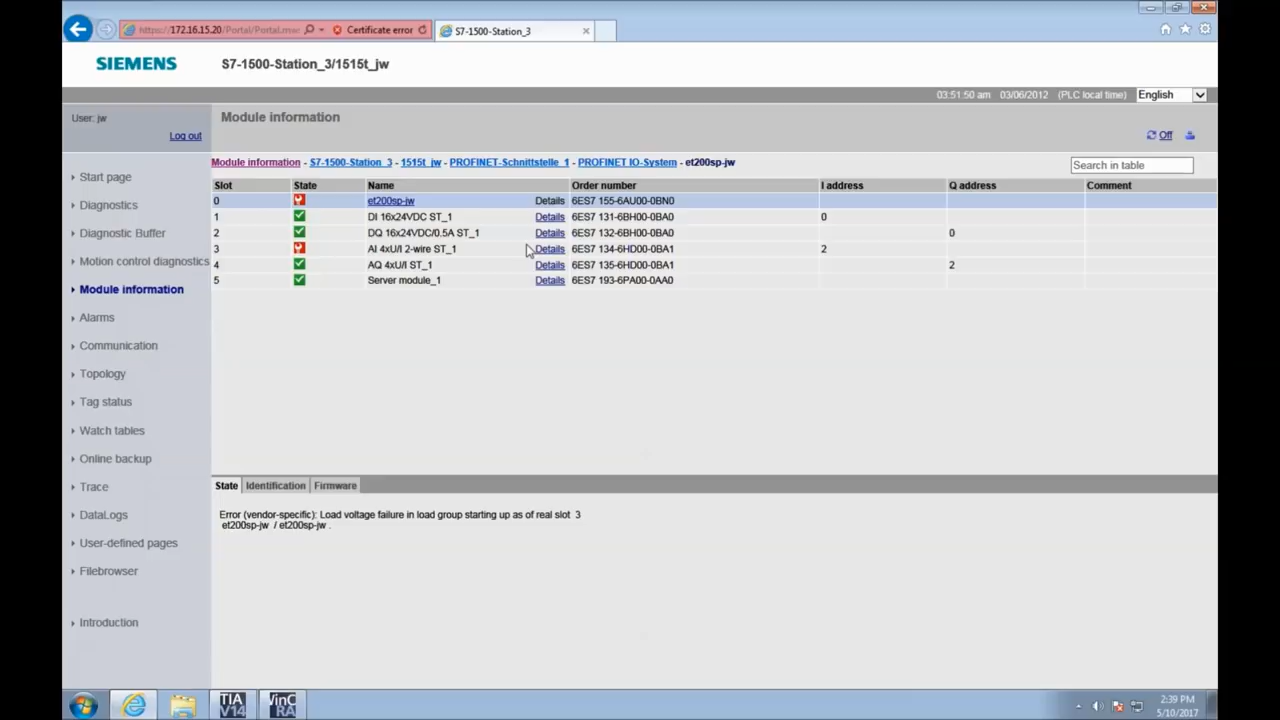 https://172.16.15.20/Portal/Portal.mwsl
Certificate error
S7-1500-Station_3
SIEMENS
S7-1500-Station_3/1515t_jw
03:51:50 am 03/06/2012 (PLC local time) English
User: jw
Log out
Module information
Off
Start page
Diagnostics
Diagnostic Buffer
Motion control diagnostics
Module information
Alarms
Communication
Topology
Tag status
Watch tables
Online backup
Trace
DataLogs
User-defined pages
Filebrowser
Introduction
Module information - S7-1500-Station_3 - 1515t_jw - PROFINET-Schnittstelle_1 - PROFINET IO-System - et200sp-jw
Search in table
Slot State Name Order number I address Q address Comment
0 et200sp-jw Details 6ES7 155-6AU00-0BN0
1 DI 16x24VDC ST_1 Details 6ES7 131-6BH00-0BA0 0
2 DQ 16x24VDC/0.5A ST_1 Details 6ES7 132-6BH00-0BA0 0
3 AI 4xU/I 2-wire ST_1 Details 6ES7 134-6HD00-0BA1 2
4 AQ 4xU/I ST_1 Details 6ES7 135-6HD00-0BA1 2
5 Server module_1 Details 6ES7 193-6PA00-0AA0
State Identification Firmware
Error (vendor-specific): Load voltage failure in load group starting up as of real slot 3
et200sp-jw / et200sp-jw .
TIA V14
WinC RA
2:39 PM
5/10/2017